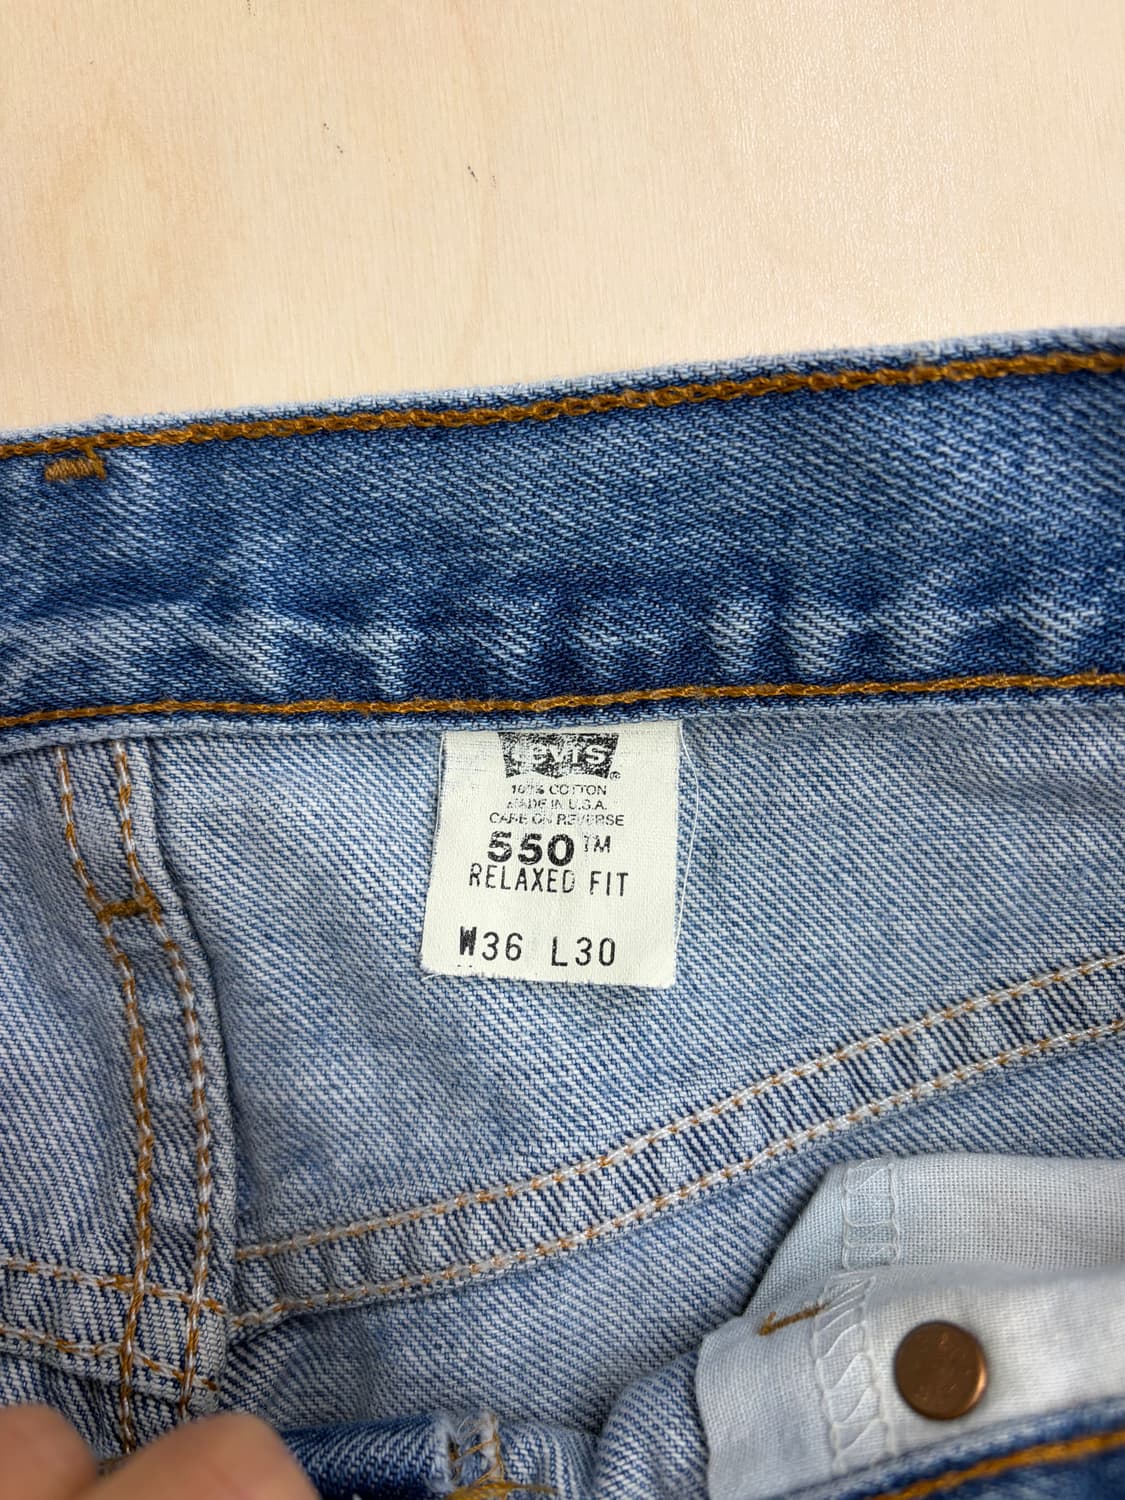 Levi's ®
100% COTTON
MADE IN U.S.A.
CARE ON REVERSE
550™
RELAXED FIT
W36 L30